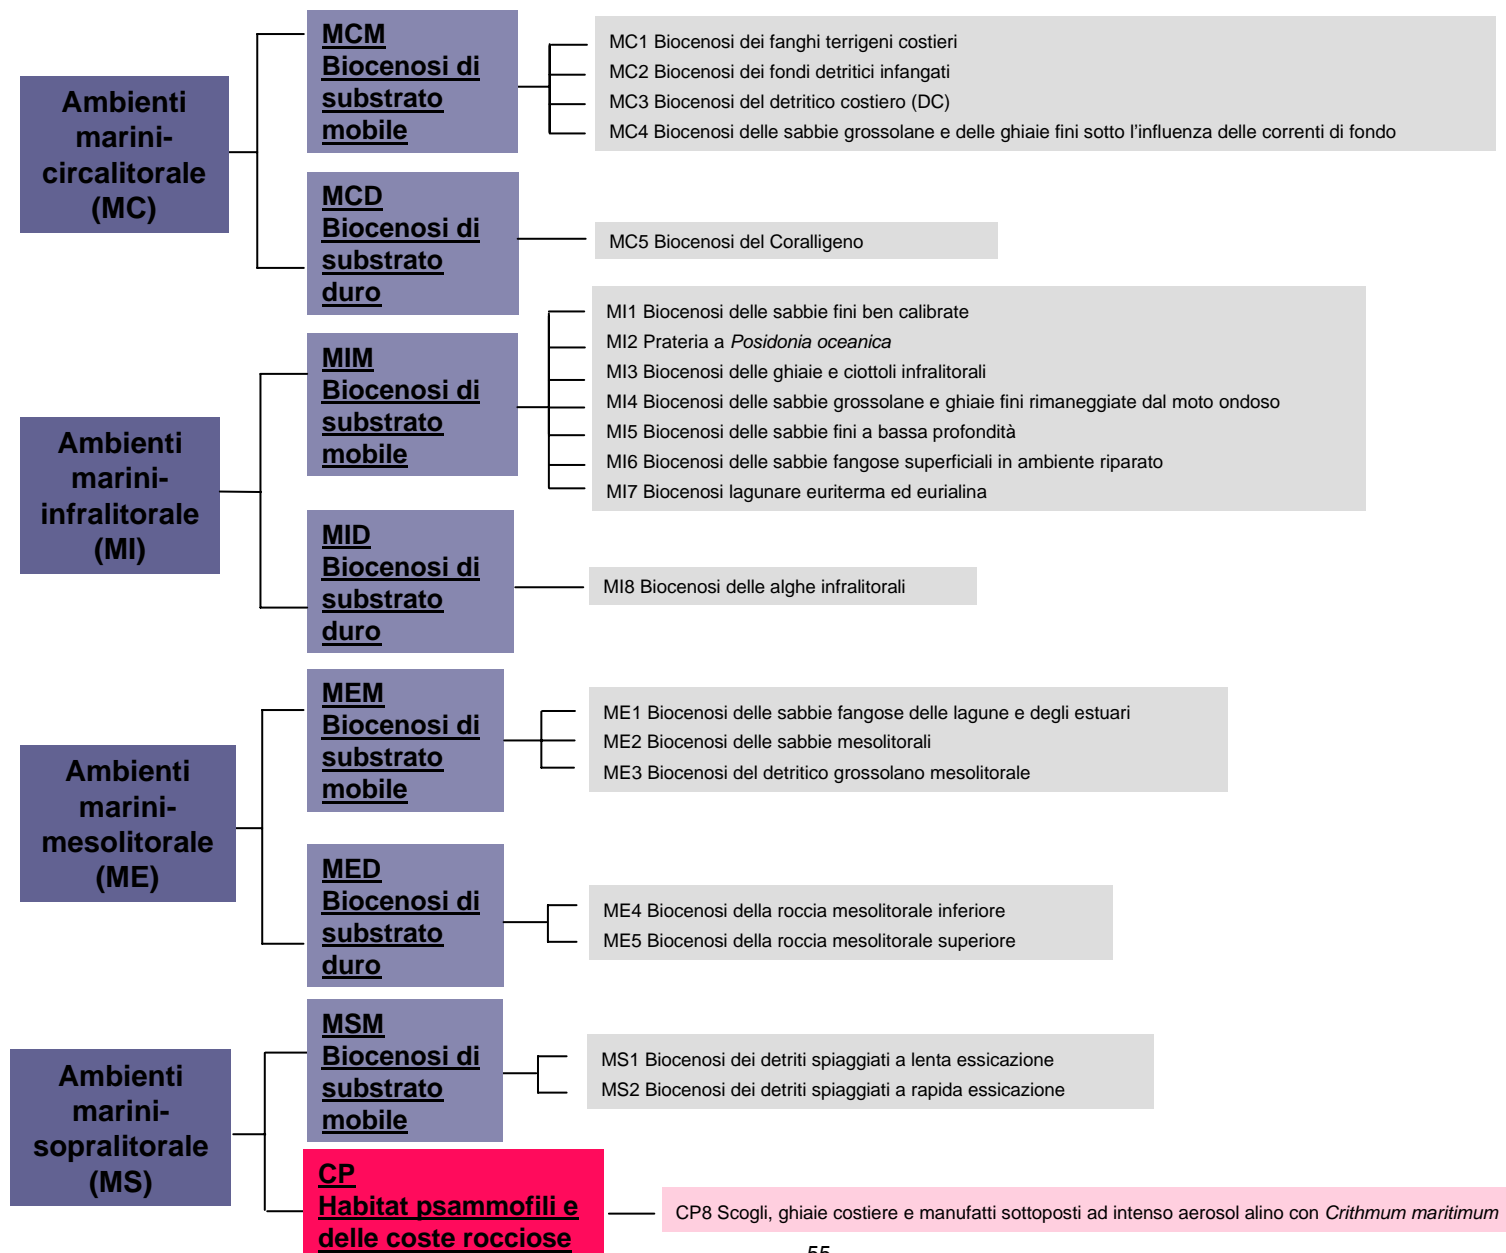 Ambienti
marini-
circalitorale
(MC)
MCM
Biocenosi di
substrato
mobile
MC1 Biocenosi dei fanghi terrigeni costieri
MC2 Biocenosi dei fondi detritici infangati
MC3 Biocenosi del detritico costiero (DC)
MC4 Biocenosi delle sabbie grossolane e delle ghiaie fini sotto l'influenza delle correnti di fondo
MCD
Biocenosi di
substrato
duro
MC5 Biocenosi del Coralligeno
Ambienti
marini-
infralitorale
(MI)
MIM
Biocenosi di
substrato
mobile
MI1 Biocenosi delle sabbie fini ben calibrate
MI2 Prateria a Posidonia oceanica
MI3 Biocenosi delle ghiaie e ciottoli infralitorali
MI4 Biocenosi delle sabbie grossolane e ghiaie fini rimaneggiate dal moto ondoso
MI5 Biocenosi delle sabbie fini a bassa profondità
MI6 Biocenosi delle sabbie fangose superficiali in ambiente riparato
MI7 Biocenosi lagunare euriterma ed eurialina
MID
Biocenosi di
substrato
duro
MI8 Biocenosi delle alghe infralitorali
Ambienti
marini-
mesolitorale
(ME)
MEM
Biocenosi di
substrato
mobile
ME1 Biocenosi delle sabbie fangose delle lagune e degli estuari
ME2 Biocenosi delle sabbie mesolitorali
ME3 Biocenosi del detritico grossolano mesolitorale
MED
Biocenosi di
substrato
duro
ME4 Biocenosi della roccia mesolitorale inferiore
ME5 Biocenosi della roccia mesolitorale superiore
Ambienti
marini-
sopralitorale
(MS)
MSM
Biocenosi di
substrato
mobile
MS1 Biocenosi dei detriti spiaggiati a lenta essicazione
MS2 Biocenosi dei detriti spiaggiati a rapida essicazione
CP
Habitat psammofili e
delle coste rocciose
CP8 Scogli, ghiaie costiere e manufatti sottoposti ad intenso aerosol alino con Crithmum maritimum
55